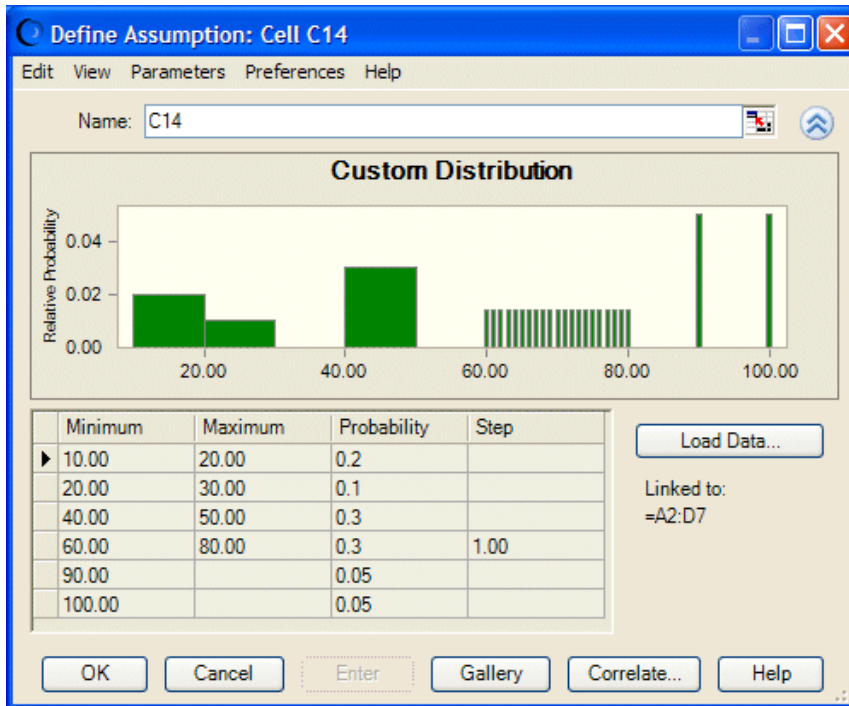 Define Assumption: Cell C14
Edit View Parameters Preferences Help
Name: C14
Custom Distribution
Relative Probability
0.04
0.02
0.00
20.00 40.00 60.00 80.00 100.00
Minimum Maximum Probability Step
10.00 20.00 0.2
20.00 30.00 0.1
40.00 50.00 0.3
60.00 80.00 0.3 1.00
90.00 0.05
100.00 0.05
Load Data...
Linked to:
=A2:D7
OK Cancel Enter Gallery Correlate... Help